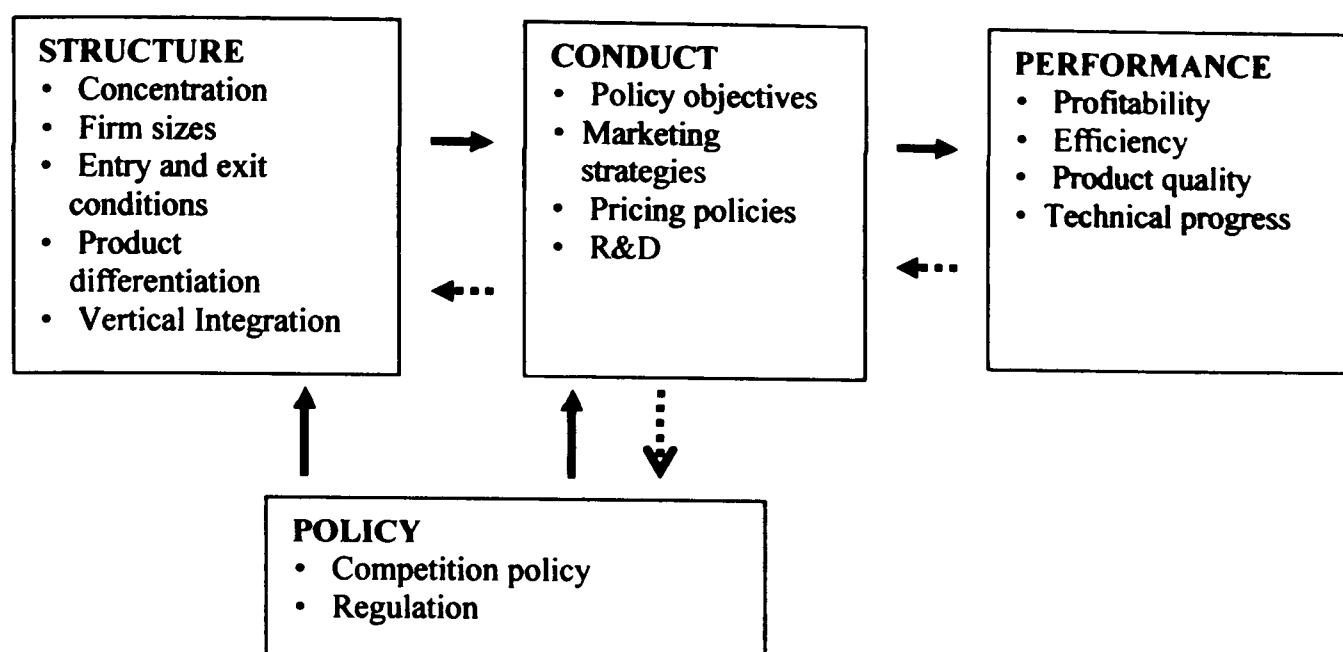 STRUCTURE
• Concentration
• Firm sizes
• Entry and exit
conditions
• Product
differentiation
• Vertical Integration
CONDUCT
• Policy objectives
• Marketing
strategies
• Pricing policies
• R&D
PERFORMANCE
• Profitability
• Efficiency
• Product quality
• Technical progress
POLICY
• Competition policy
• Regulation